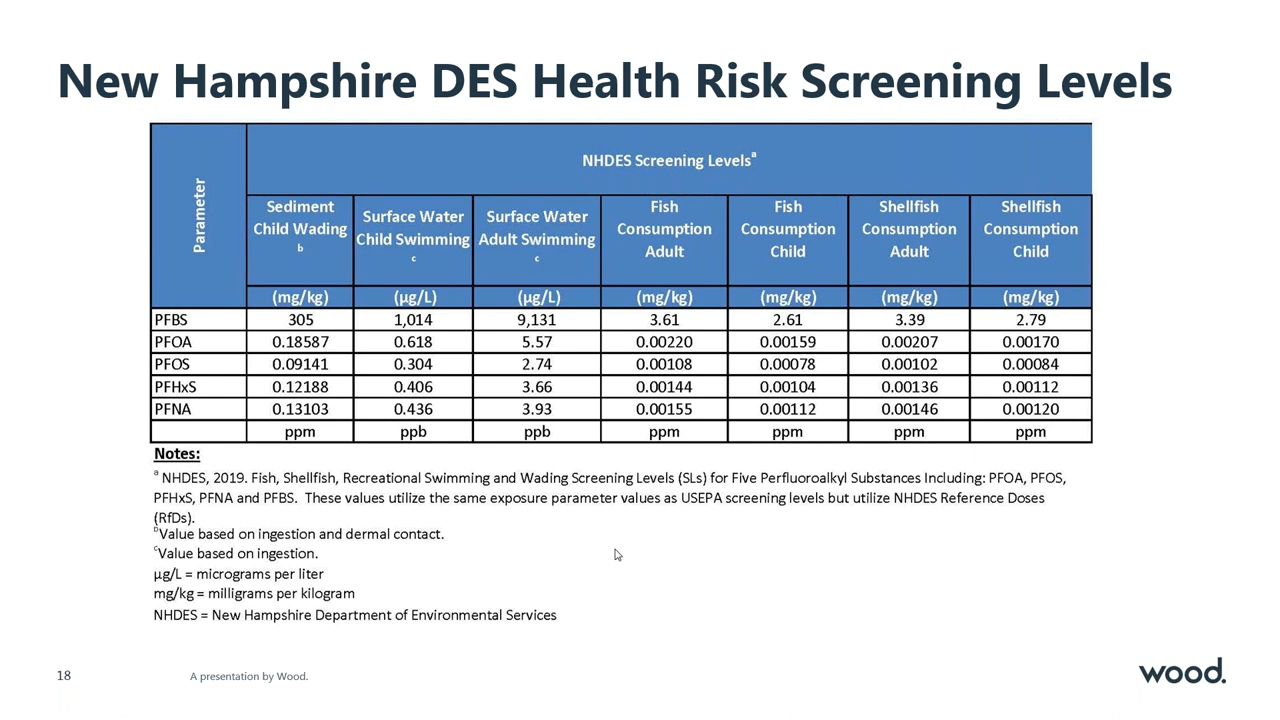 New Hampshire DES Health Risk Screening Levels
Parameter
NHDES Screening Levelsᵃ
Sediment Child Wading ᵇ
Surface Water Child Swimming ᶜ
Surface Water Adult Swimming ᶜ
Fish Consumption Adult
Fish Consumption Child
Shellfish Consumption Adult
Shellfish Consumption Child
(mg/kg) (µg/L) (µg/L) (mg/kg) (mg/kg) (mg/kg) (mg/kg)
PFBS 305 1,014 9,131 3.61 2.61 3.39 2.79
PFOA 0.18587 0.618 5.57 0.00220 0.00159 0.00207 0.00170
PFOS 0.09141 0.304 2.74 0.00108 0.00078 0.00102 0.00084
PFHxS 0.12188 0.406 3.66 0.00144 0.00104 0.00136 0.00112
PFNA 0.13103 0.436 3.93 0.00155 0.00112 0.00146 0.00120
ppm ppb ppb ppm ppm ppm ppm
Notes:
ᵃ NHDES, 2019. Fish, Shellfish, Recreational Swimming and Wading Screening Levels (SLs) for Five Perfluoroalkyl Substances Including: PFOA, PFOS,
PFHxS, PFNA and PFBS. These values utilize the same exposure parameter values as USEPA screening levels but utilize NHDES Reference Doses
(RfDs).
ᵇValue based on ingestion and dermal contact.
ᶜValue based on ingestion.
µg/L = micrograms per liter
mg/kg = milligrams per kilogram
NHDES = New Hampshire Department of Environmental Services
18
A presentation by Wood.
wood.